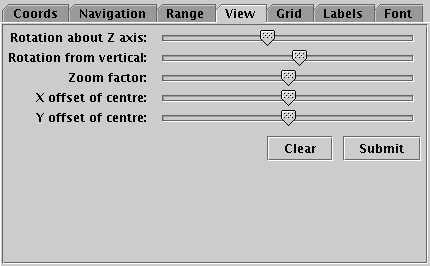 Coords Navigation Range View Grid Labels Font
Rotation about Z axis:
Rotation from vertical:
Zoom factor:
X offset of centre:
Y offset of centre:
Clear Submit